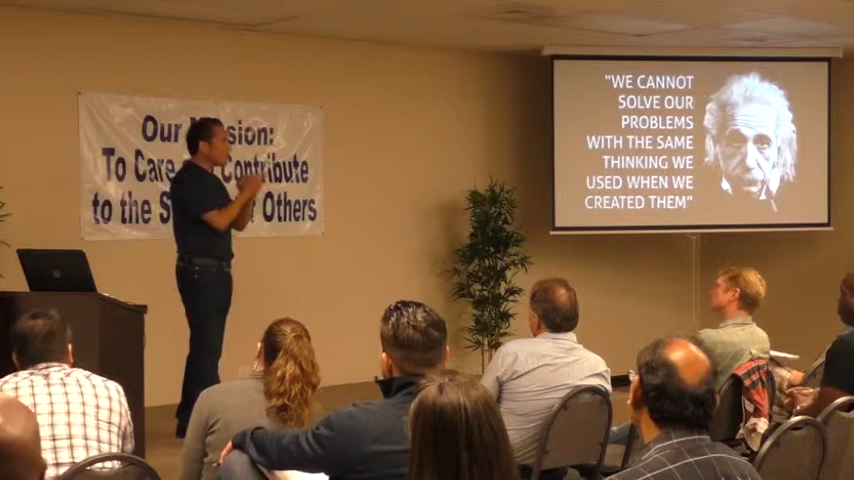 Our
To Care
Contribute
to the
of Others
"WE CANNOT
SOLVE OUR
PROBLEMS
WITH THE SAME
THINKING WE
USED WHEN WE
CREATED THEM"